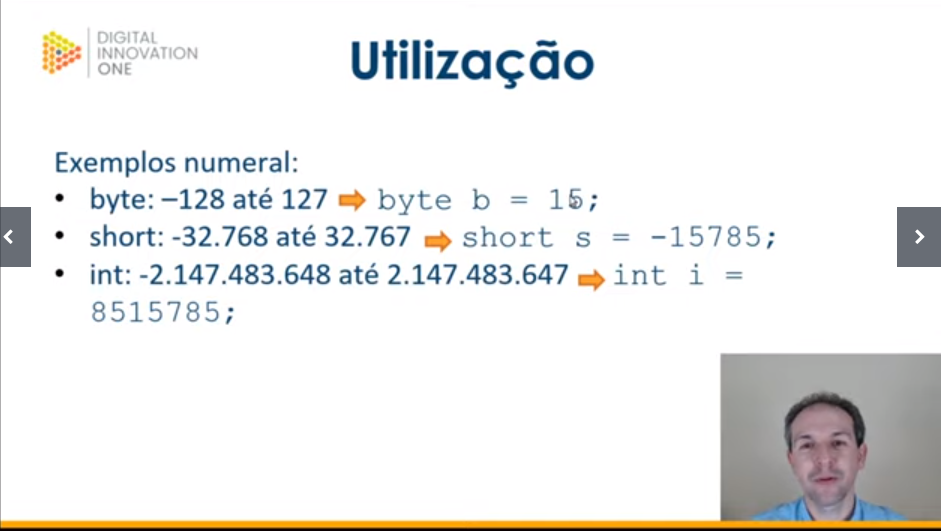 DIGITAL
INNOVATION
ONE
Utilização
Exemplos numeral:
• byte: –128 até 127 byte b = 15;
• short: -32.768 até 32.767 short s = -15785;
• int: -2.147.483.648 até 2.147.483.647 int i =
8515785;